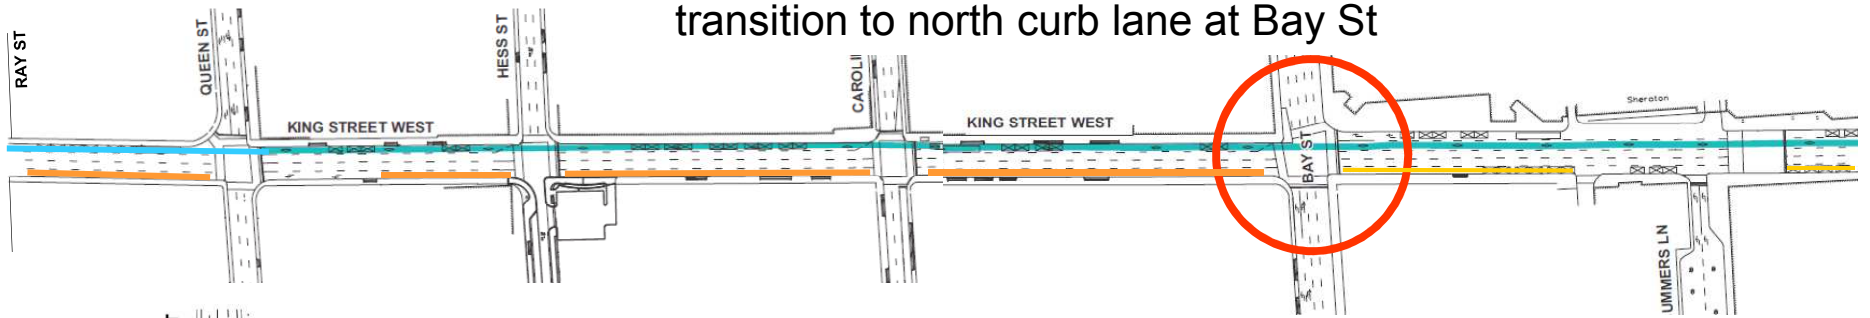 transition to north curb lane at Bay St
RAY ST
QUEEN ST
HESS ST
KING STREET WEST
KING STREET WEST
BAY ST
Sheraton